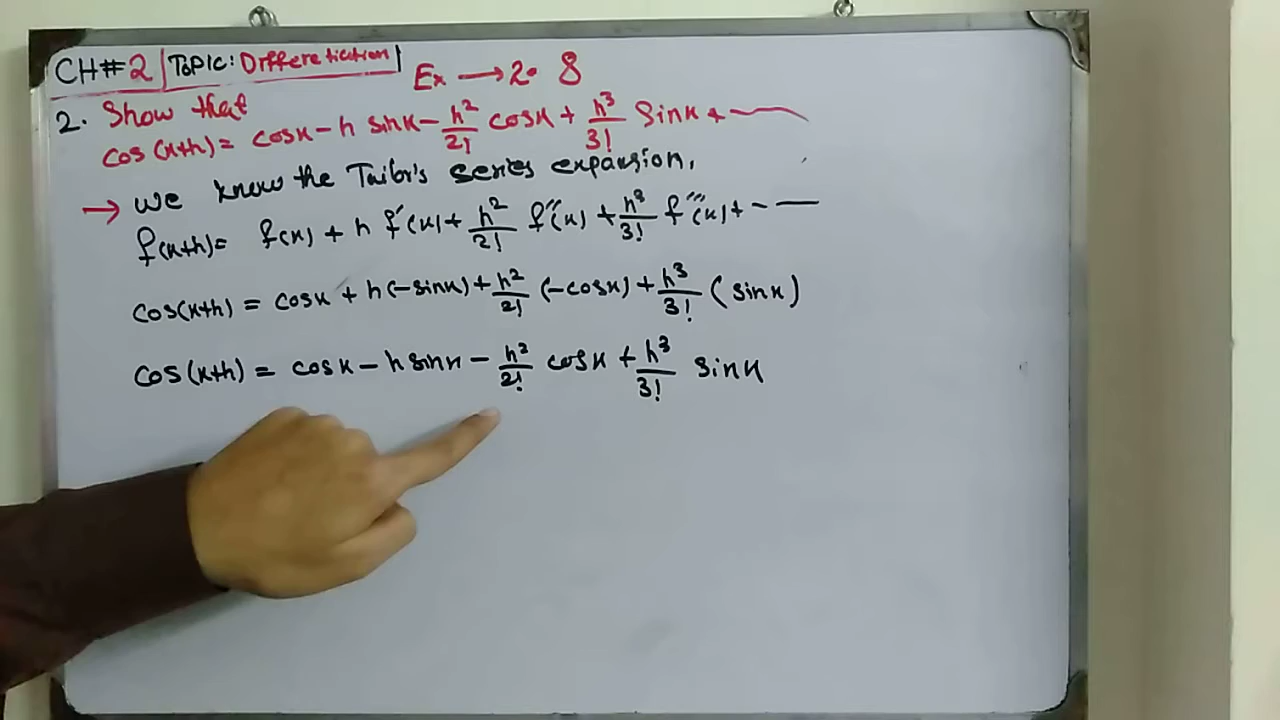 CH#2 | TOPIC: Differentiation | Ex → 2.8
2. Show that
cos(x+h) = cosx - h sinx - h²/2! cosx + h³/3! sinx + ---
→ we know the Tailor's series expansion,
f(x+h) = f(x) + h f'(x) + h²/2! f''(x) + h³/3! f'''(x) + ---
cos(x+h) = cosx + h(-sinx) + h²/2! (-cosx) + h³/3! (sinx)
cos(x+h) = cosx - h sinx - h²/2! cosx + h³/3! sinx